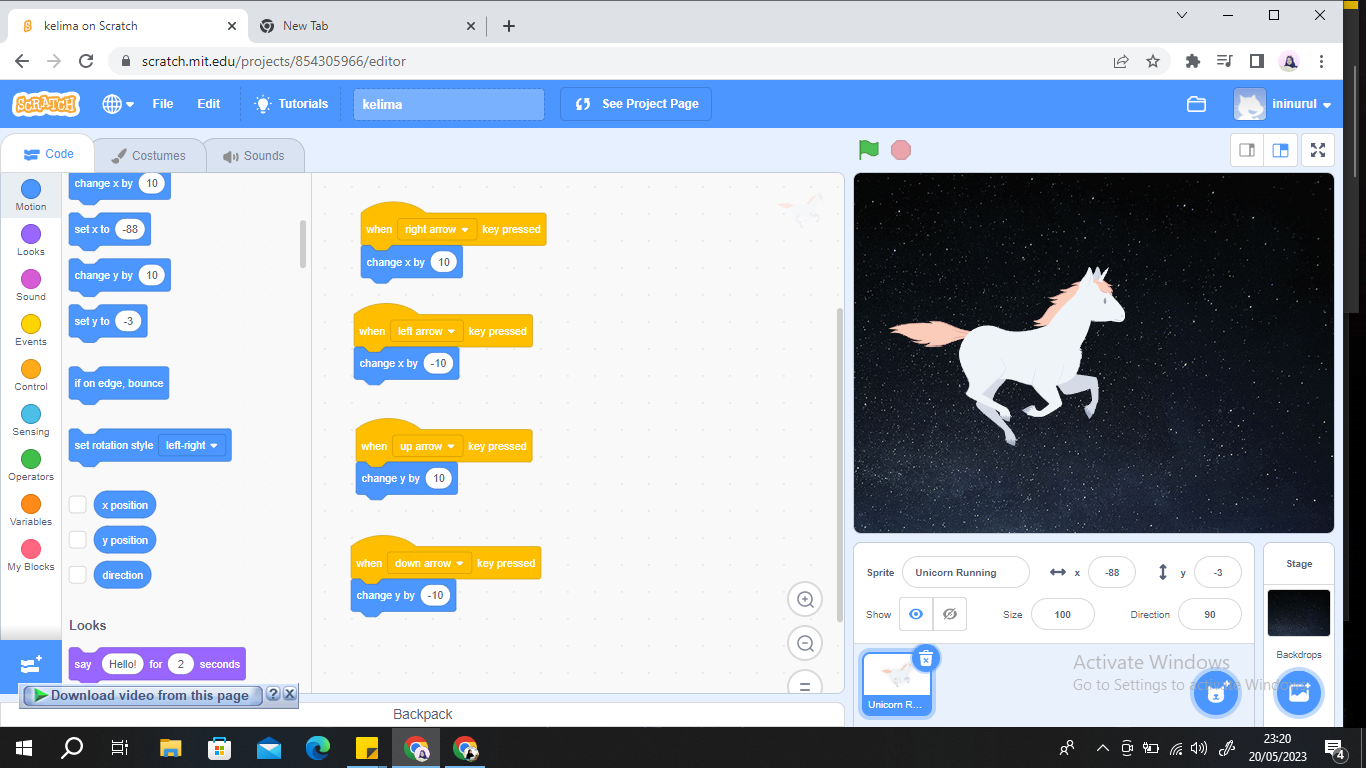 kelima on Scratch
New Tab
scratch.mit.edu/projects/854305966/editor
SCRATCH
File
Edit
Tutorials
kelima
See Project Page
ininurul
Code
Costumes
Sounds
Motion
Looks
Sound
Events
Control
Sensing
Operators
Variables
My Blocks
change x by 10
set x to -88
change y by 10
set y to -3
if on edge, bounce
set rotation style left-right
x position
y position
direction
Looks
say Hello! for 2 seconds
when right arrow key pressed
change x by 10
when left arrow key pressed
change x by -10
when up arrow key pressed
change y by 10
when down arrow key pressed
change y by -10
Backpack
Sprite Unicorn Running x -88 y -3
Show Size 100 Direction 90
Unicorn R...
Stage
Backdrops
Activate Windows
Go to Settings to activate Windows
Download video from this page ? X
23:20
20/05/2023
4